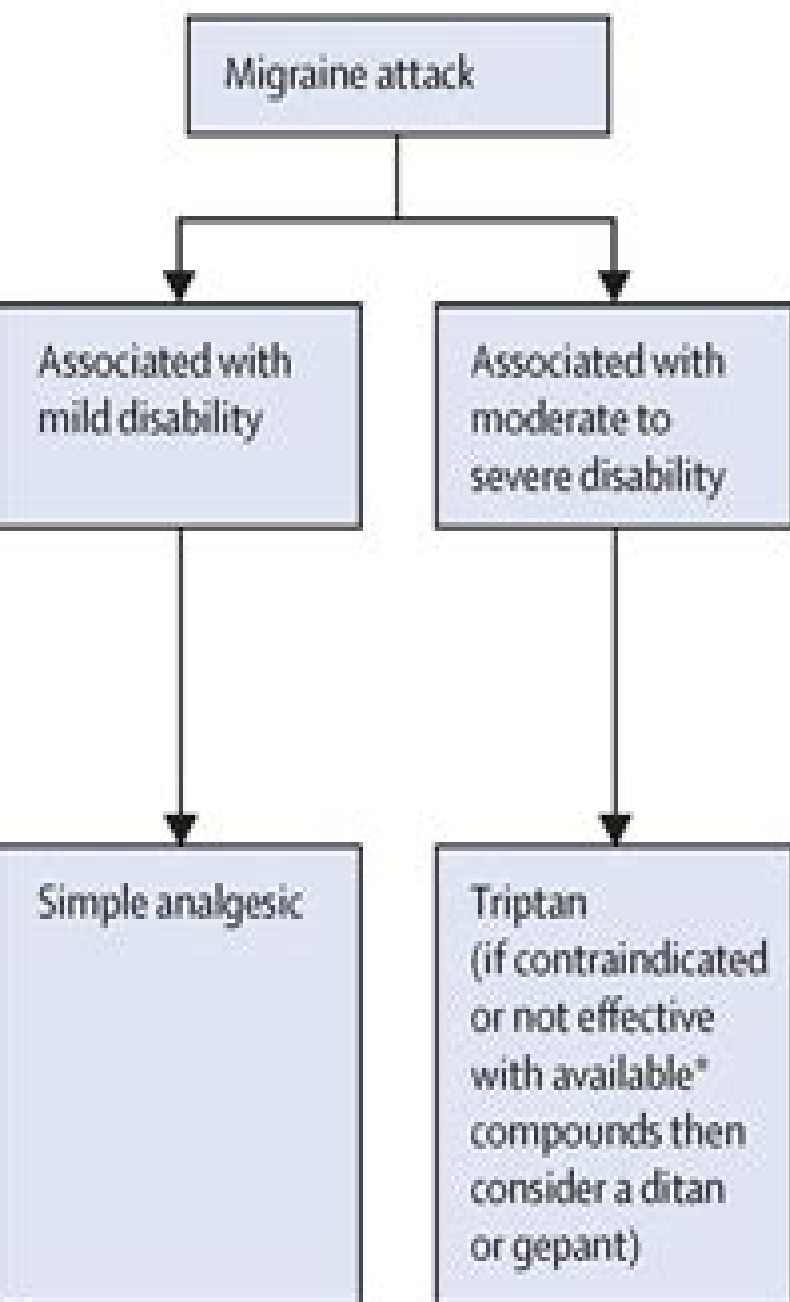 Migraine attack
Associated with
mild disability
Associated with
moderate to
severe disability
Simple analgesic
Triptan
(if contraindicated
or not effective
with available*
compounds then
consider a ditan
or gepant)